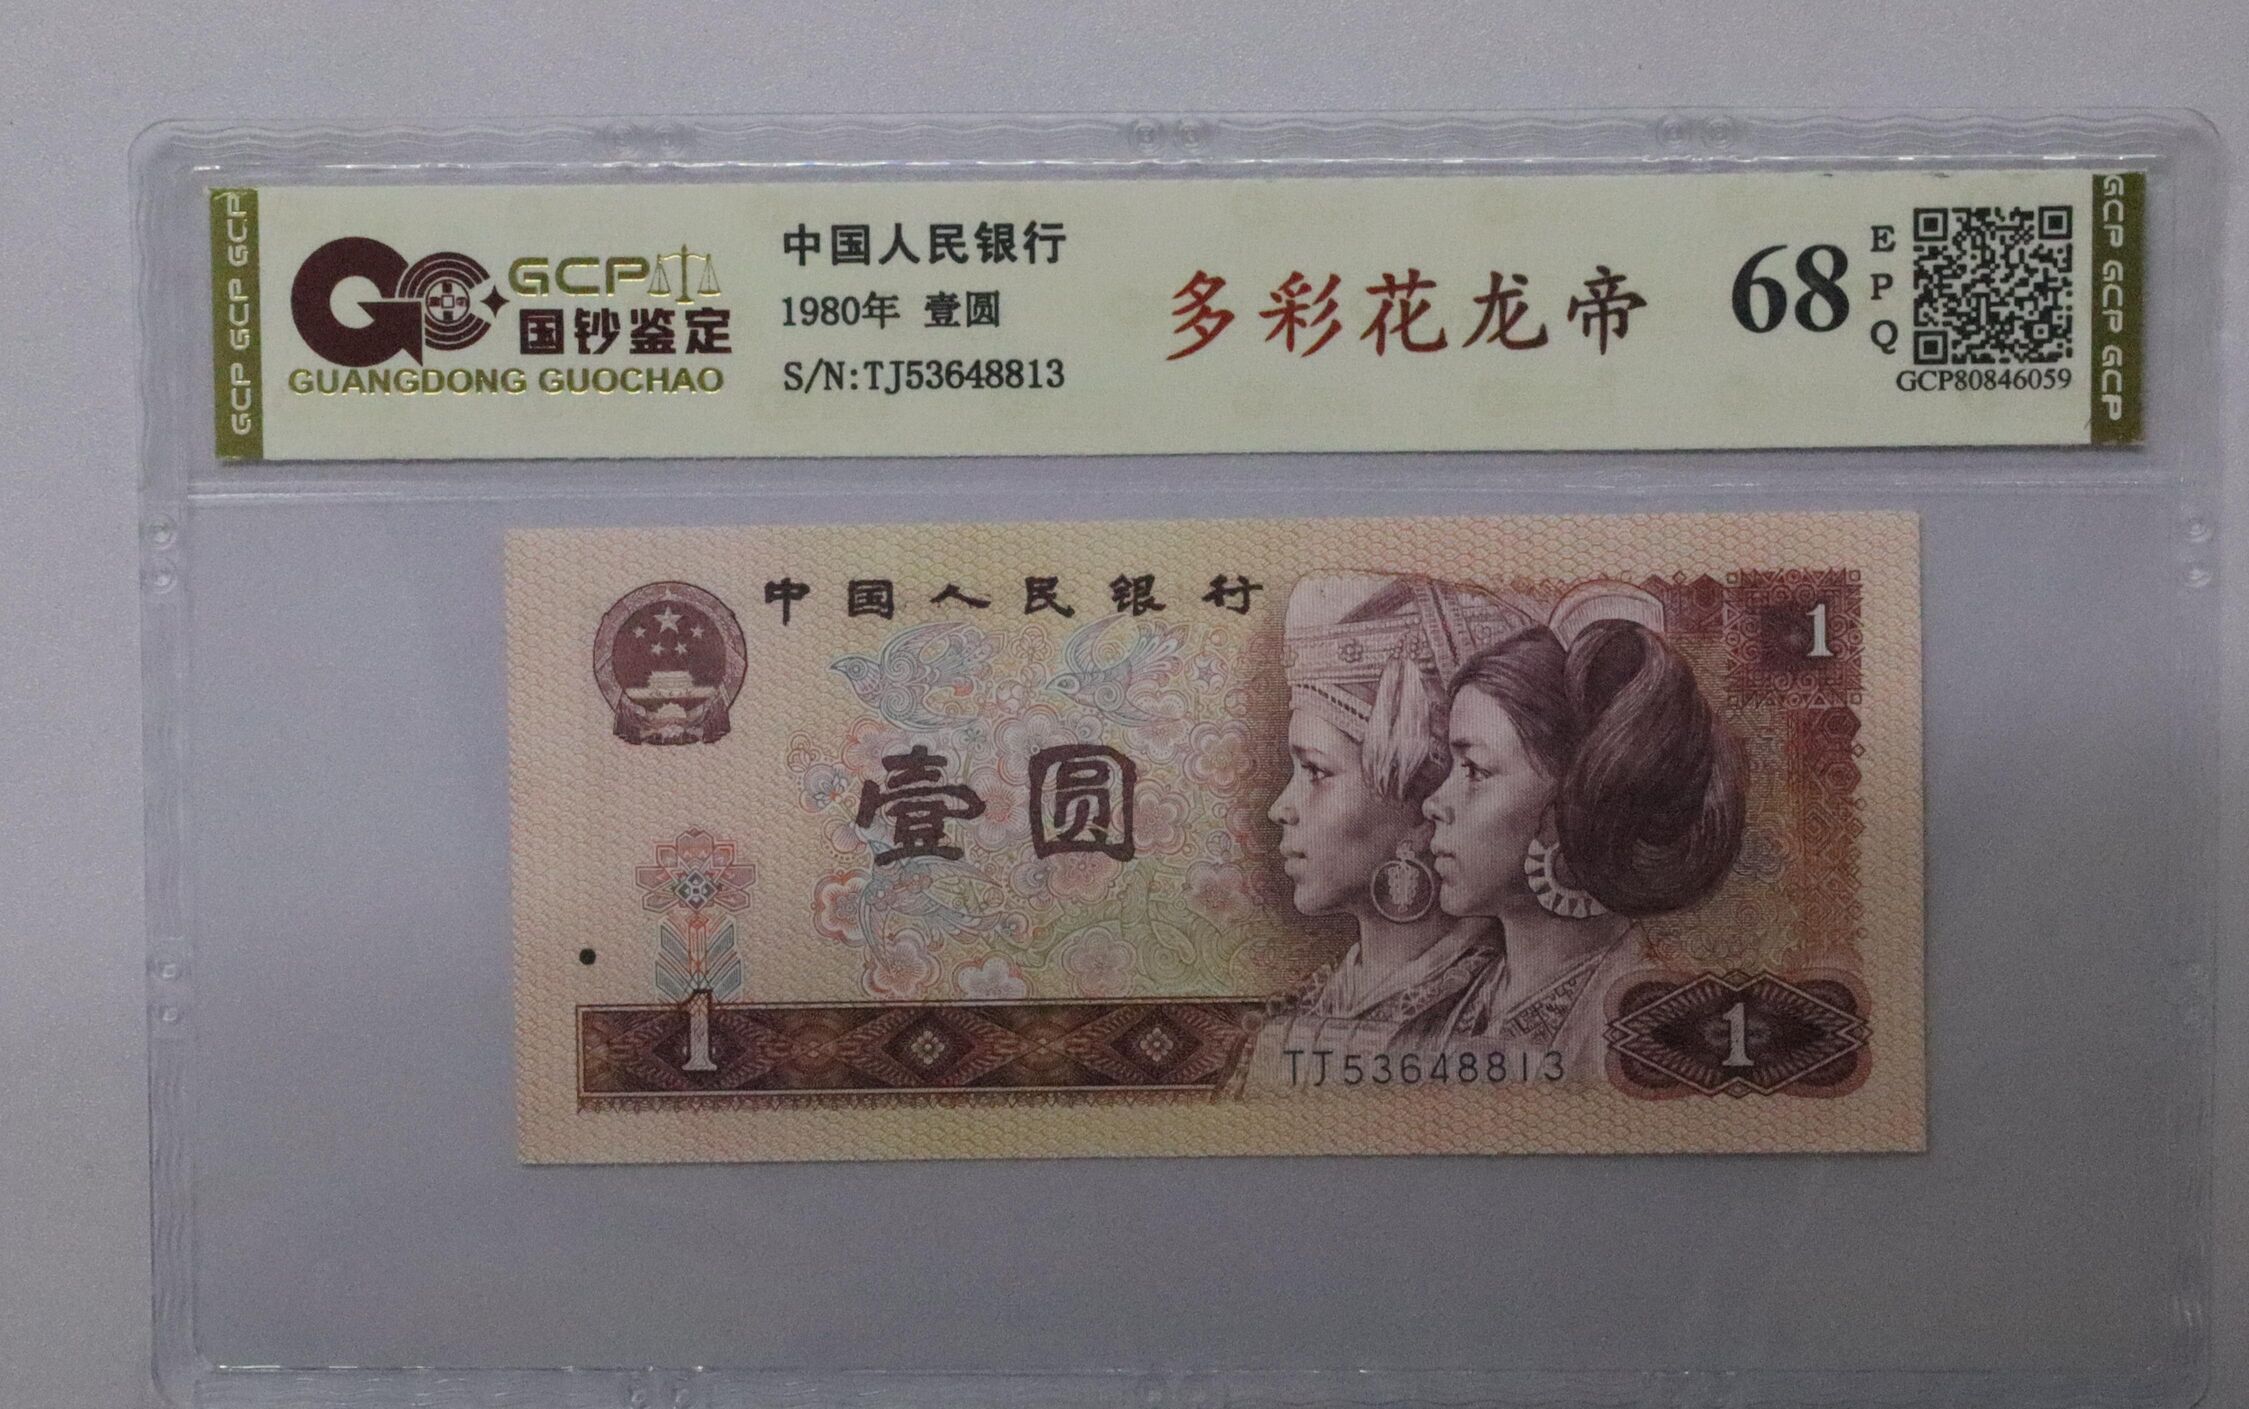 GCP GCP GCP
GCP
国钞鉴定
GUANGDONG GUOCHAO
中国人民银行
1980年 壹圆
S/N:TJ53648813
多彩花龙帝
68
E
P
Q
GCP80846059
GCP GCP GCP
中国人民银行
1
壹圆
1
1
TJ53648813